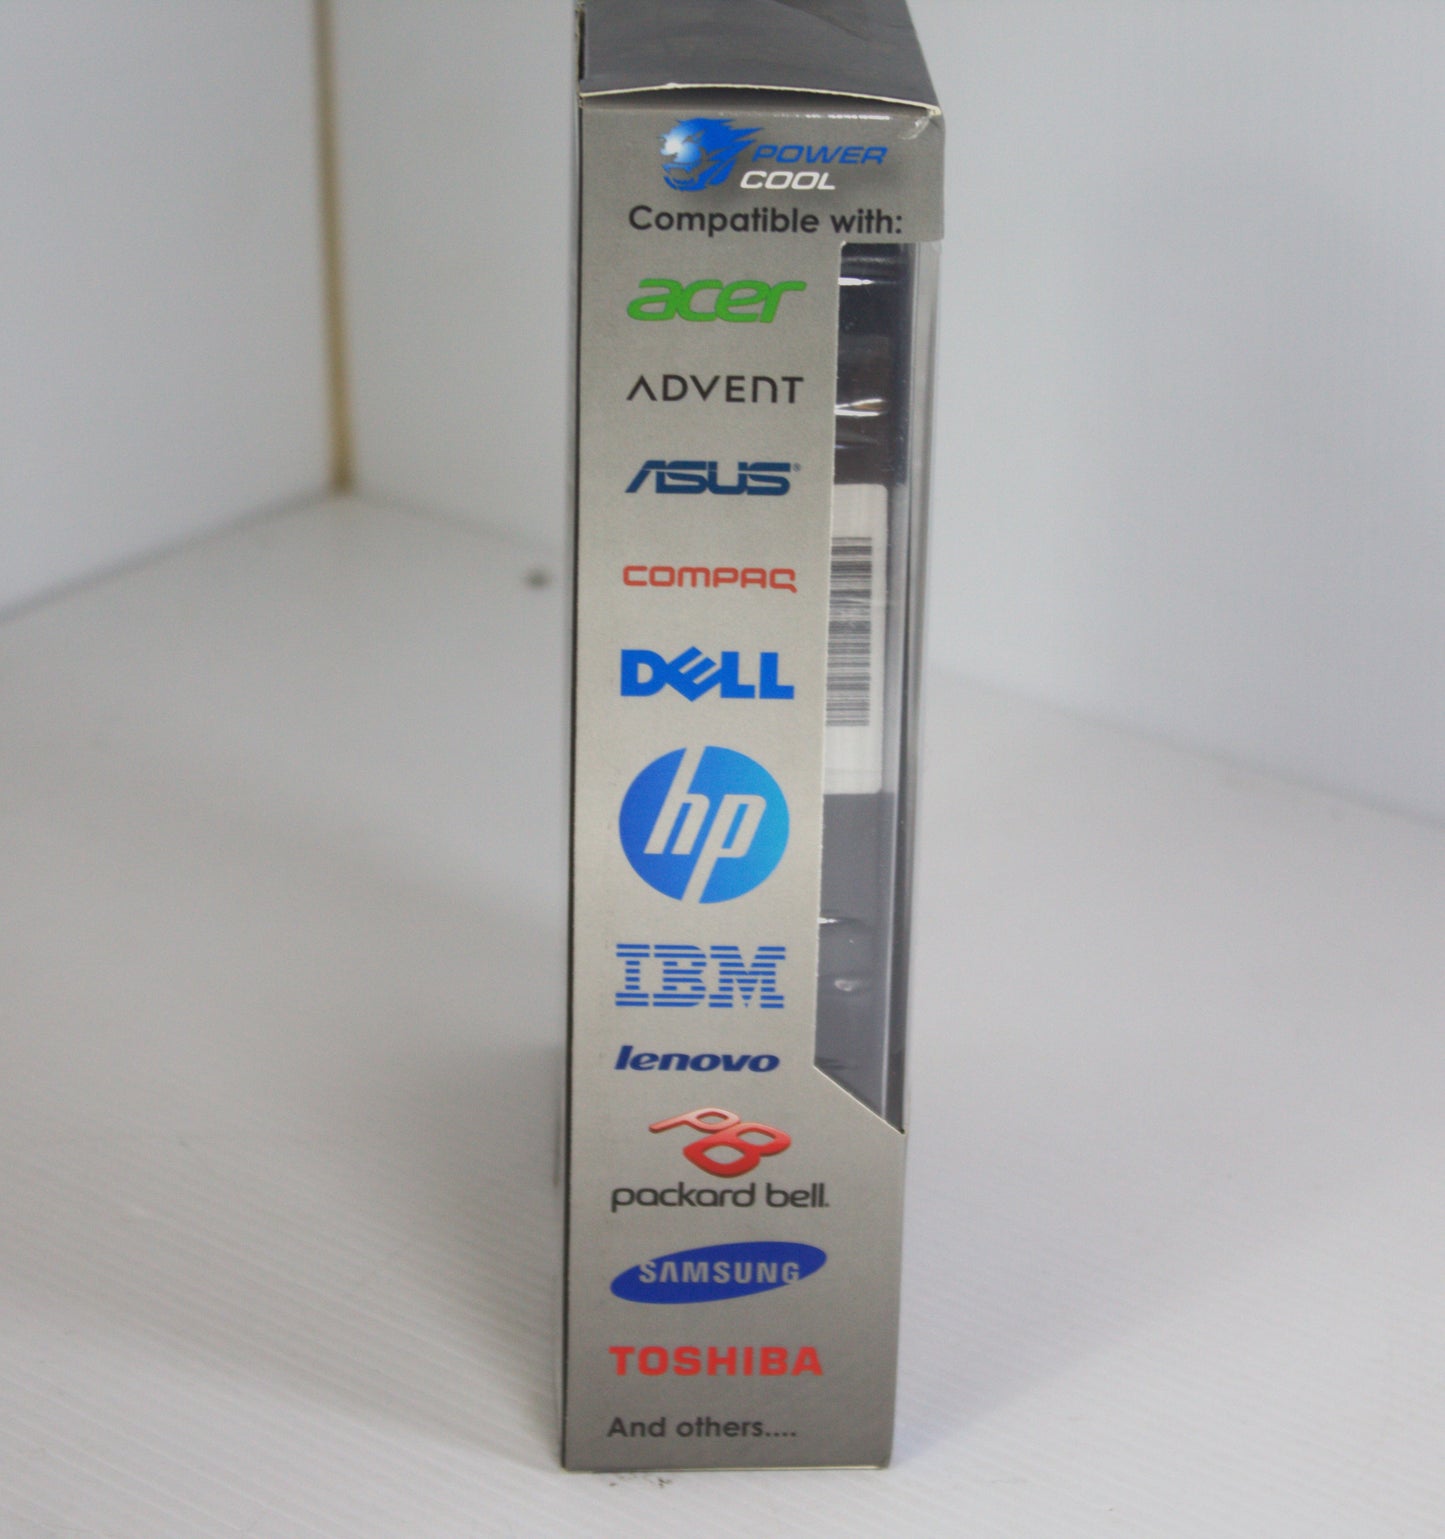 POWER
COOL
Compatible with:
acer
ADVENT
ASUS®
COMPAQ
DELL
hp
IBM
lenovo
packard bell.
SAMSUNG
TOSHIBA
And others....